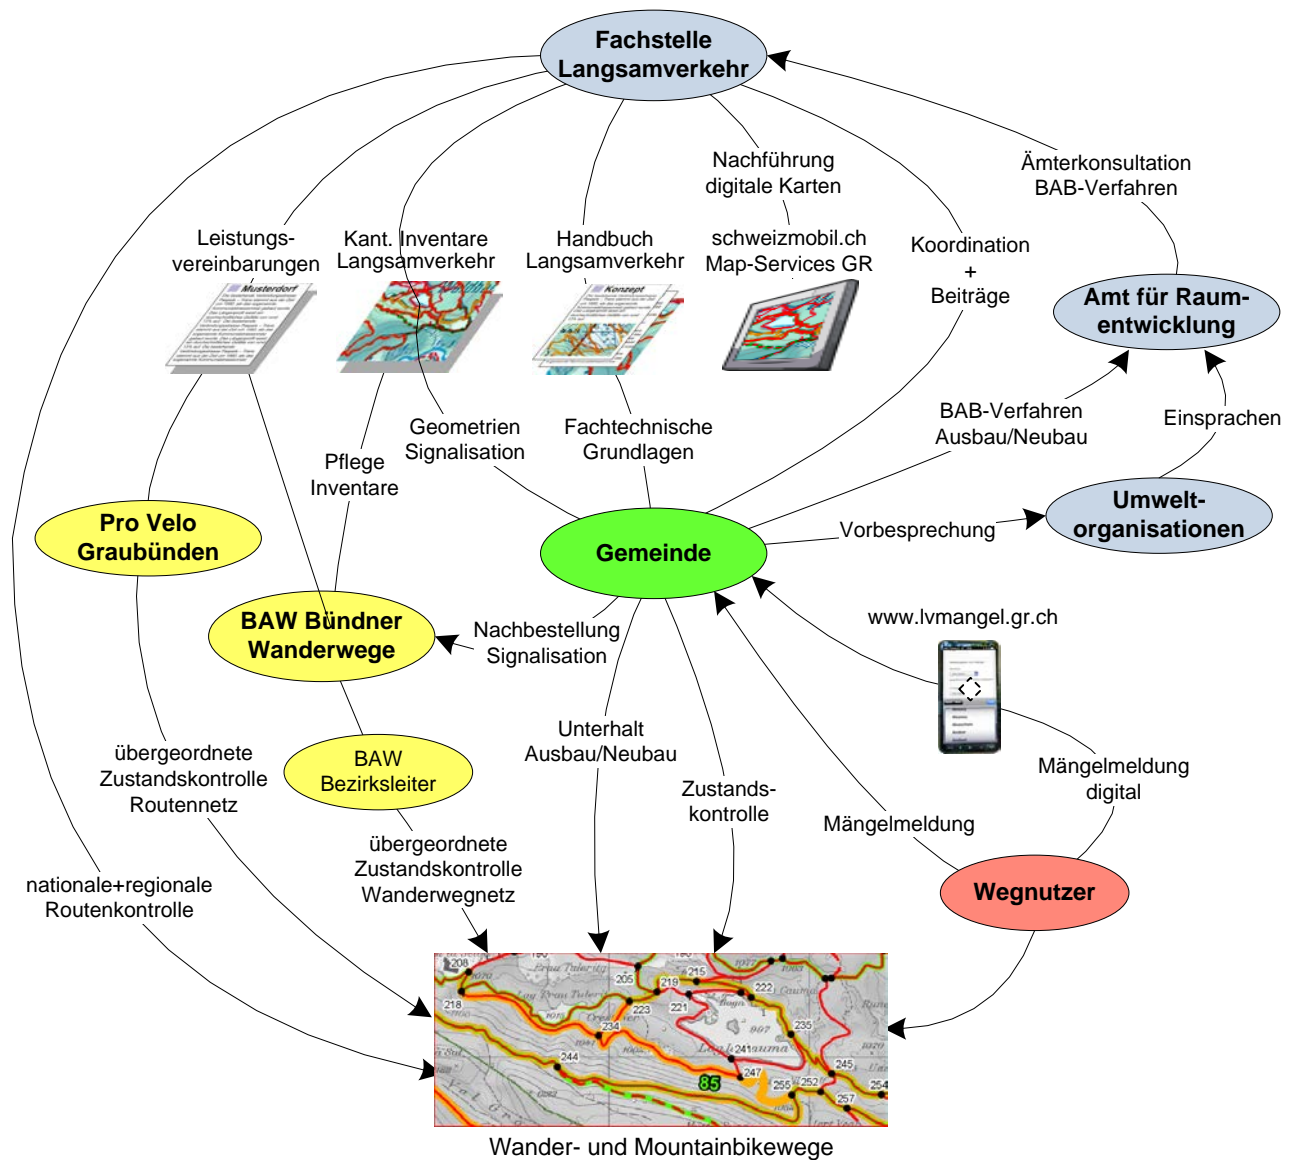 Fachstelle
Langsamverkehr
Nachführung
digitale Karten
Ämterkonsultation
BAB-Verfahren
Leistungs-
vereinbarungen
Kant. Inventare
Langsamverkehr
Handbuch
Langsamverkehr
schweizmobil.ch
Map-Services GR
Koordination
+
Beiträge
Musterdorf
Konzept
Amt für Raum-
entwicklung
Geometrien
Signalisation
Fachtechnische
Grundlagen
BAB-Verfahren
Ausbau/Neubau
Einsprachen
Pflege
Inventare
Pro Velo
Graubünden
Gemeinde
Vorbesprechung
Umwelt-
organisationen
BAW Bündner
Wanderwege
Nachbestellung
Signalisation
www.lvmangel.gr.ch
übergeordnete
Zustandskontrolle
Routennetz
BAW
Bezirksleiter
Unterhalt
Ausbau/Neubau
Zustands-
kontrolle
Mängelmeldung
digital
Mängelmeldung
übergeordnete
Zustandskontrolle
Wanderwegnetz
nationale+regionale
Routenkontrolle
Wegnutzer
208
205
219
215
222
218
223
221
234
235
907
241
244
247
245
85
255
252
254
257
Wander- und Mountainbikewege